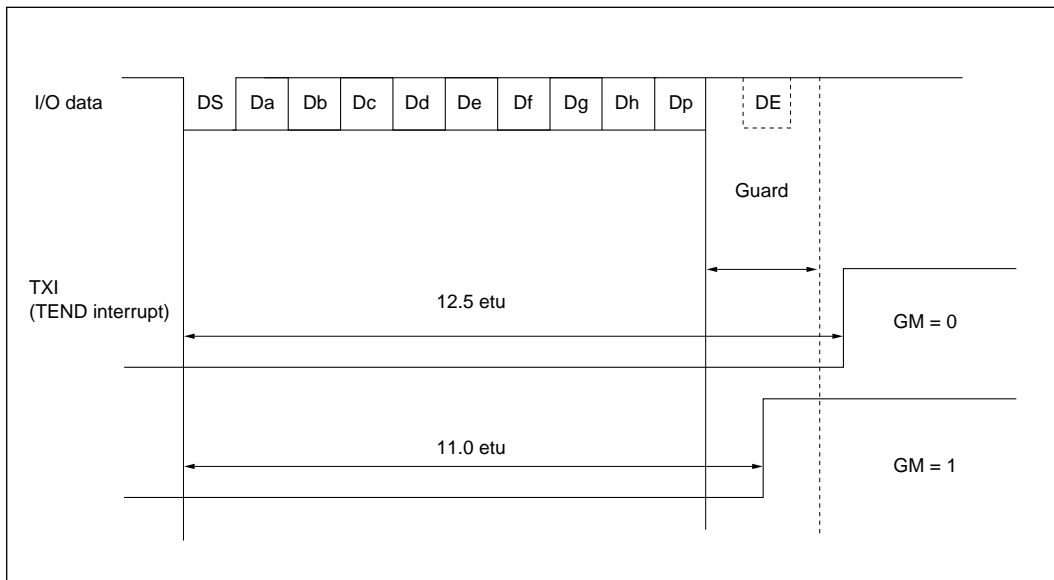 I/O data
DS Da Db Dc Dd De Df Dg Dh Dp DE
Guard
TXI
(TEND interrupt)
12.5 etu
GM = 0
11.0 etu
GM = 1